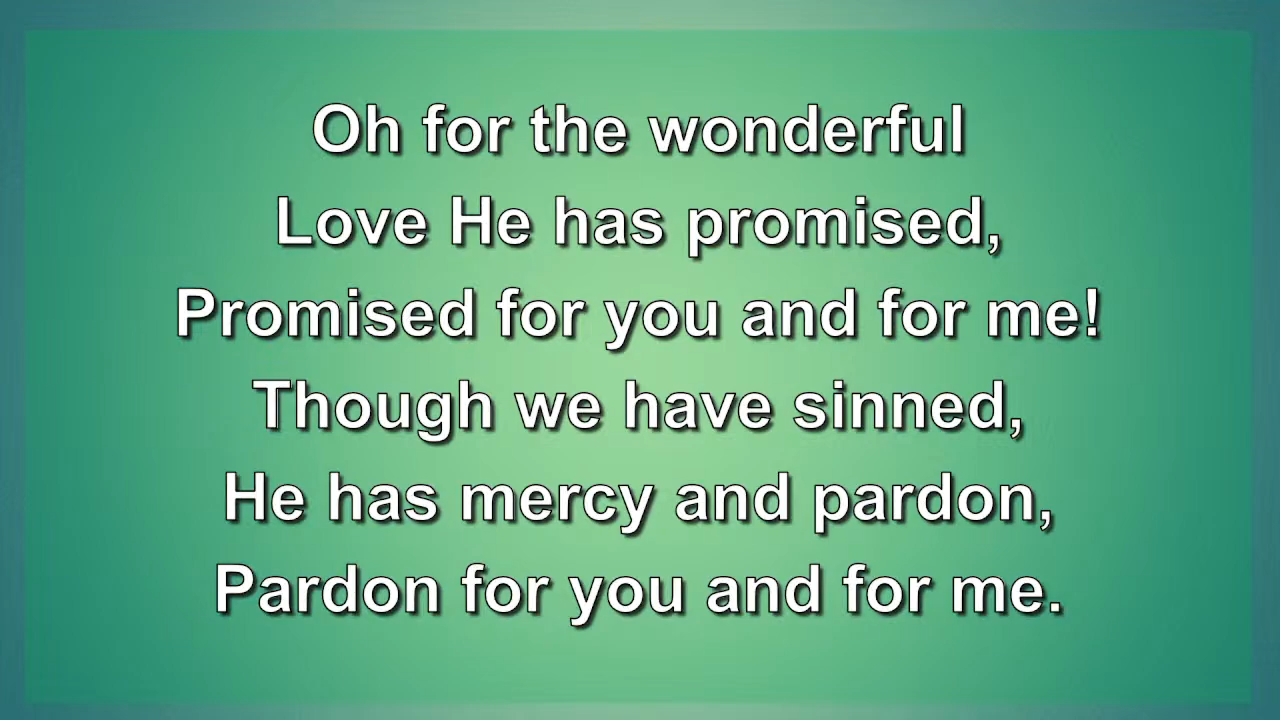 Oh for the wonderful
Love He has promised,
Promised for you and for me!
Though we have sinned,
He has mercy and pardon,
Pardon for you and for me.